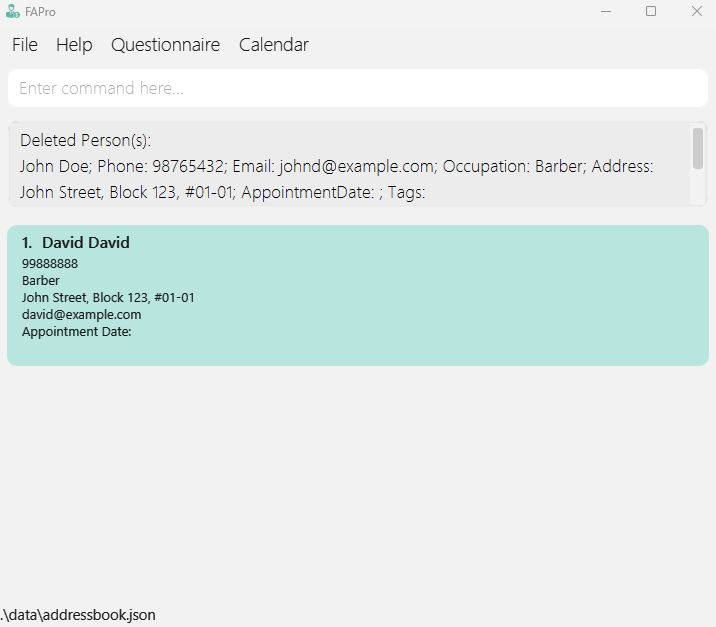 FAPro
File Help Questionnaire Calendar
Enter command here...
Deleted Person(s):
John Doe; Phone: 98765432; Email: johnd@example.com; Occupation: Barber; Address:
John Street, Block 123, #01-01; AppointmentDate: ; Tags:
1. David David
99888888
Barber
John Street, Block 123, #01-01
david@example.com
Appointment Date:
.\data\addressbook.json